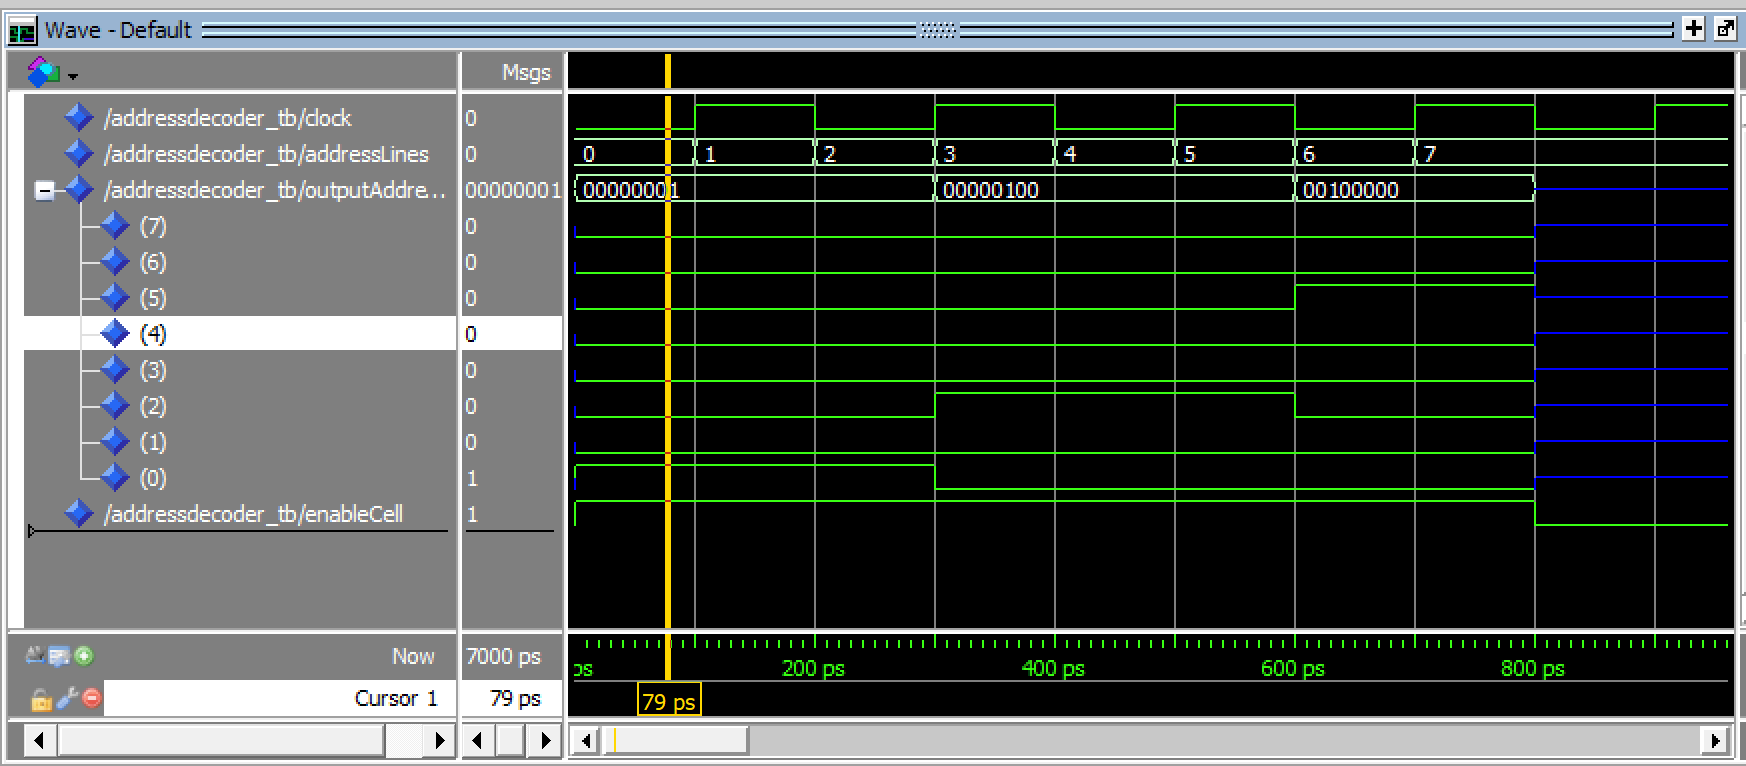 Wave - Default
Msgs
/addressdecoder_tb/clock 0
/addressdecoder_tb/addressLines 0 0 1 2 3 4 5 6 7
/addressdecoder_tb/outputAddre... 00000001 00000001 00000100 00100000
(7) 0
(6) 0
(5) 0
(4) 0
(3) 0
(2) 0
(1) 0
(0) 1
/addressdecoder_tb/enableCell 1
Now 7000 ps ps 200 ps 400 ps 600 ps 800 ps
Cursor 1 79 ps 79 ps